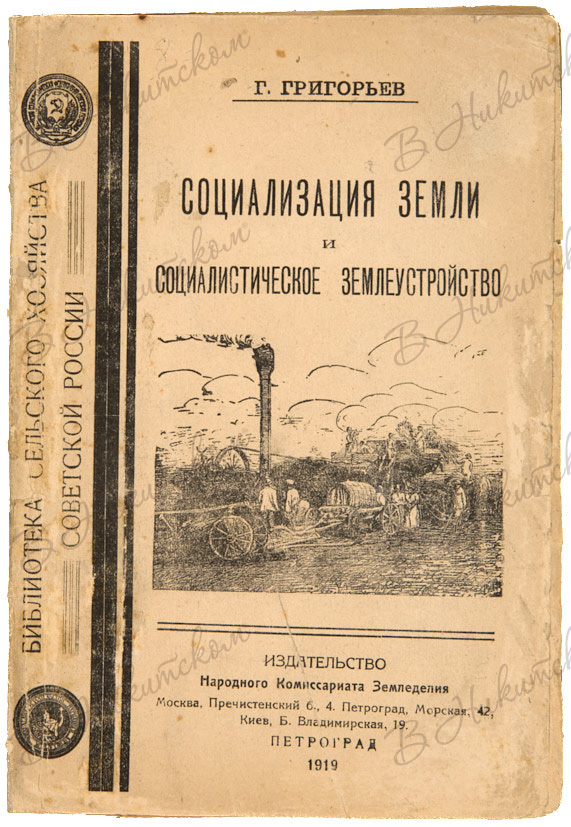 Г. ГРИГОРЬЕВ
СОЦИАЛИЗАЦИЯ ЗЕМЛИ
И
СОЦИАЛИСТИЧЕСКОЕ ЗЕМЛЕУСТРОЙСТВО
БИБЛИОТЕКА СЕЛЬСКОГО ХОЗЯЙСТВА
СОВЕТСКОЙ РОССИИ
ИЗДАТЕЛЬСТВО
Народного Комиссариата Земледелия
Москва, Пречистенский б., 4. Петроград, Морская, 42,
Киев, Б. Владимирская, 19.
ПЕТРОГРАД
1919
В Никитском